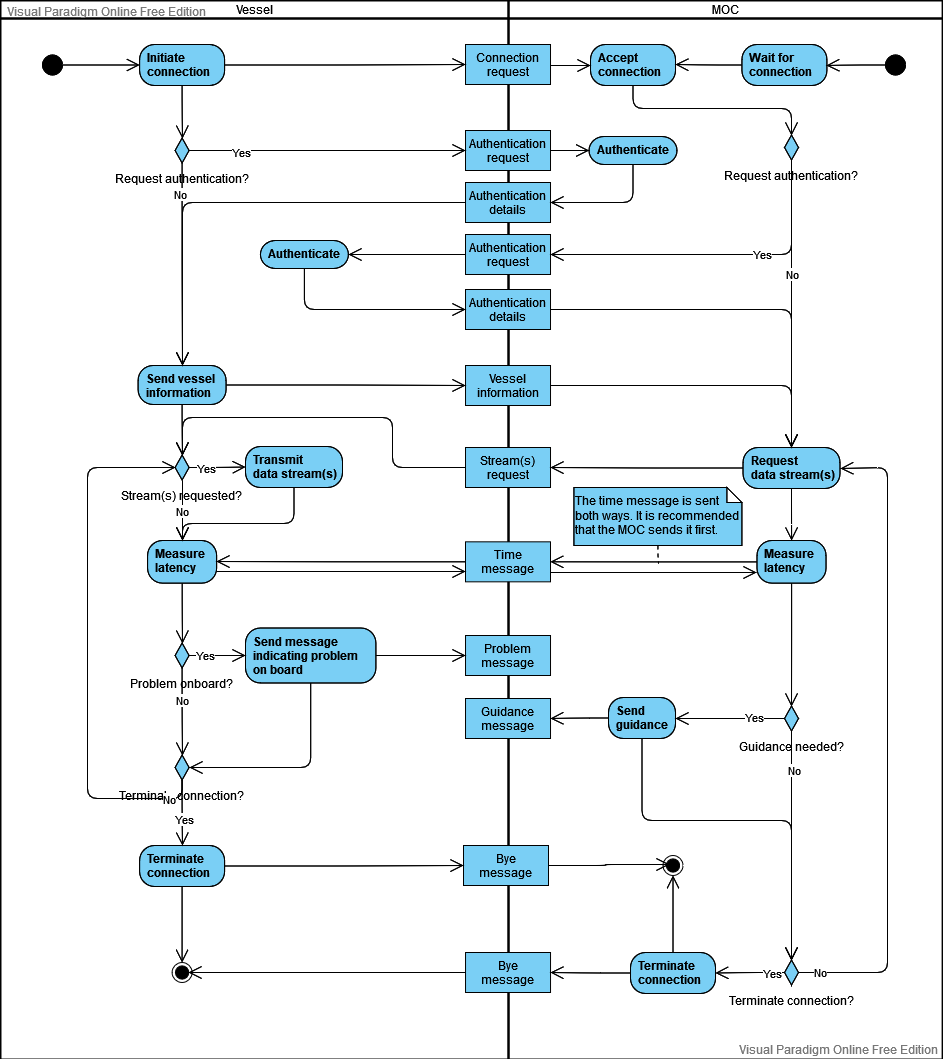 Visual Paradigm Online Free Edition
Vessel
MOC
Initiate
connection
Connection
request
Accept
connection
Wait for
connection
Yes
Authentication
request
Authenticate
Request authentication?
Request authentication?
No
Authentication
details
Authenticate
Authentication
request
Yes
No
Authentication
details
Send vessel
information
Vessel
information
Yes
Transmit
data stream(s)
Stream(s)
request
Request
data stream(s)
Stream(s) requested?
No
The time message is sent
both ways. It is recommended
that the MOC sends it first.
Measure
latency
Time
message
Measure
latency
Yes
Send message
indicating problem
on board
Problem
message
Problem onboard?
No
Guidance
message
Send
guidance
Yes
Guidance needed?
No
connection?
No
Yes
Terminate
connection
Bye
message
Bye
message
Terminate
connection
Yes
No
Terminate connection?
Visual Paradigm Online Free Edition